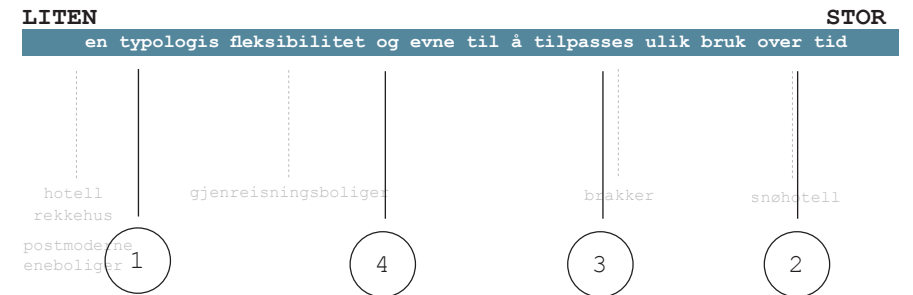 LITEN STOR
en typologis fleksibilitet og evne til å tilpasses ulik bruk over tid
hotell gjenreisningsboliger brakker snøhotell
rekkehus
postmoderne
eneboliger
1 4 3 2